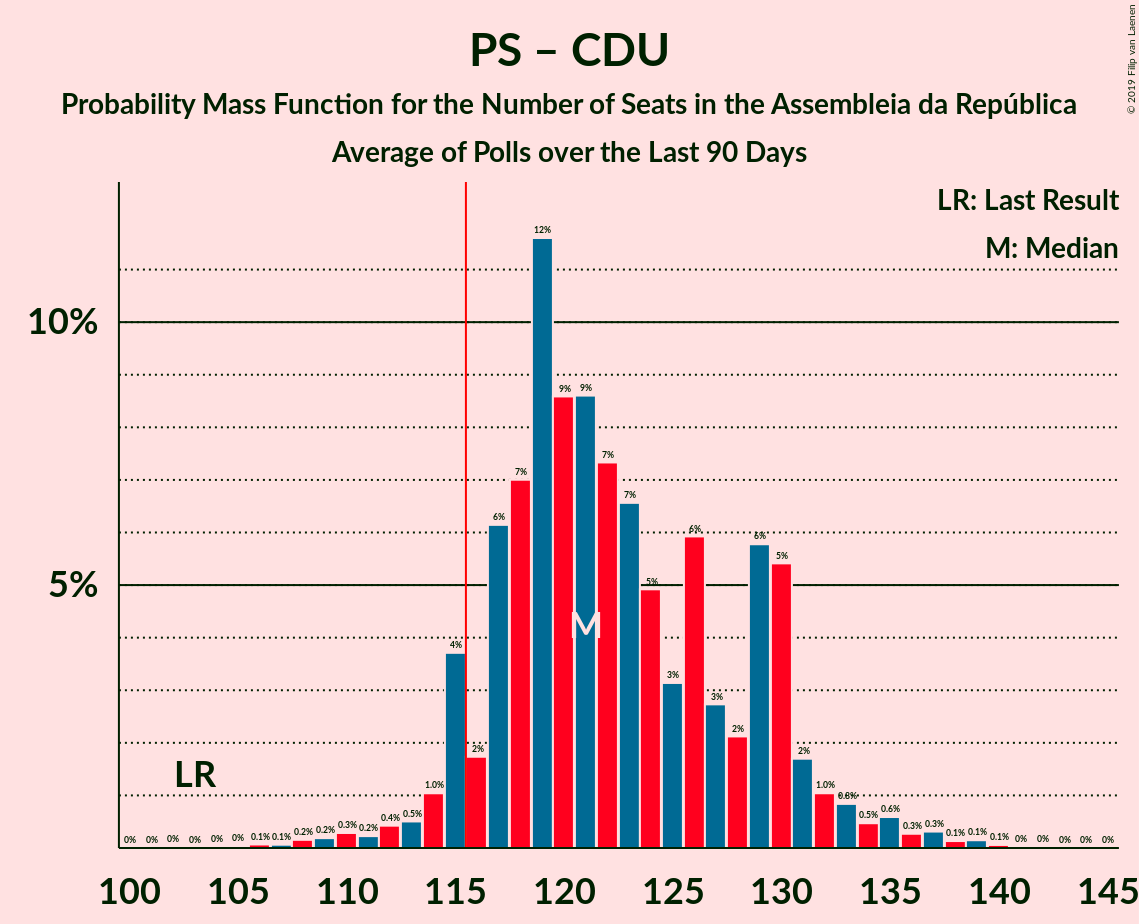 PS – CDU
Probability Mass Function for the Number of Seats in the Assembleia da República
Average of Polls over the Last 90 Days
© 2019 Filip van Laenen
LR: Last Result
M: Median
10%
5%
LR
M
0% 0% 0% 0% 0% 0% 0.1% 0.1% 0.2% 0.2% 0.3% 0.2% 0.4% 0.5% 1.0% 4% 2% 6% 7% 12% 9% 9% 7% 7% 5% 3% 6% 3% 2% 6% 5% 2% 1.0% 0.8% 0.5% 0.6% 0.3% 0.3% 0.1% 0.1% 0.1% 0% 0% 0% 0% 0%
100 105 110 115 120 125 130 135 140 145